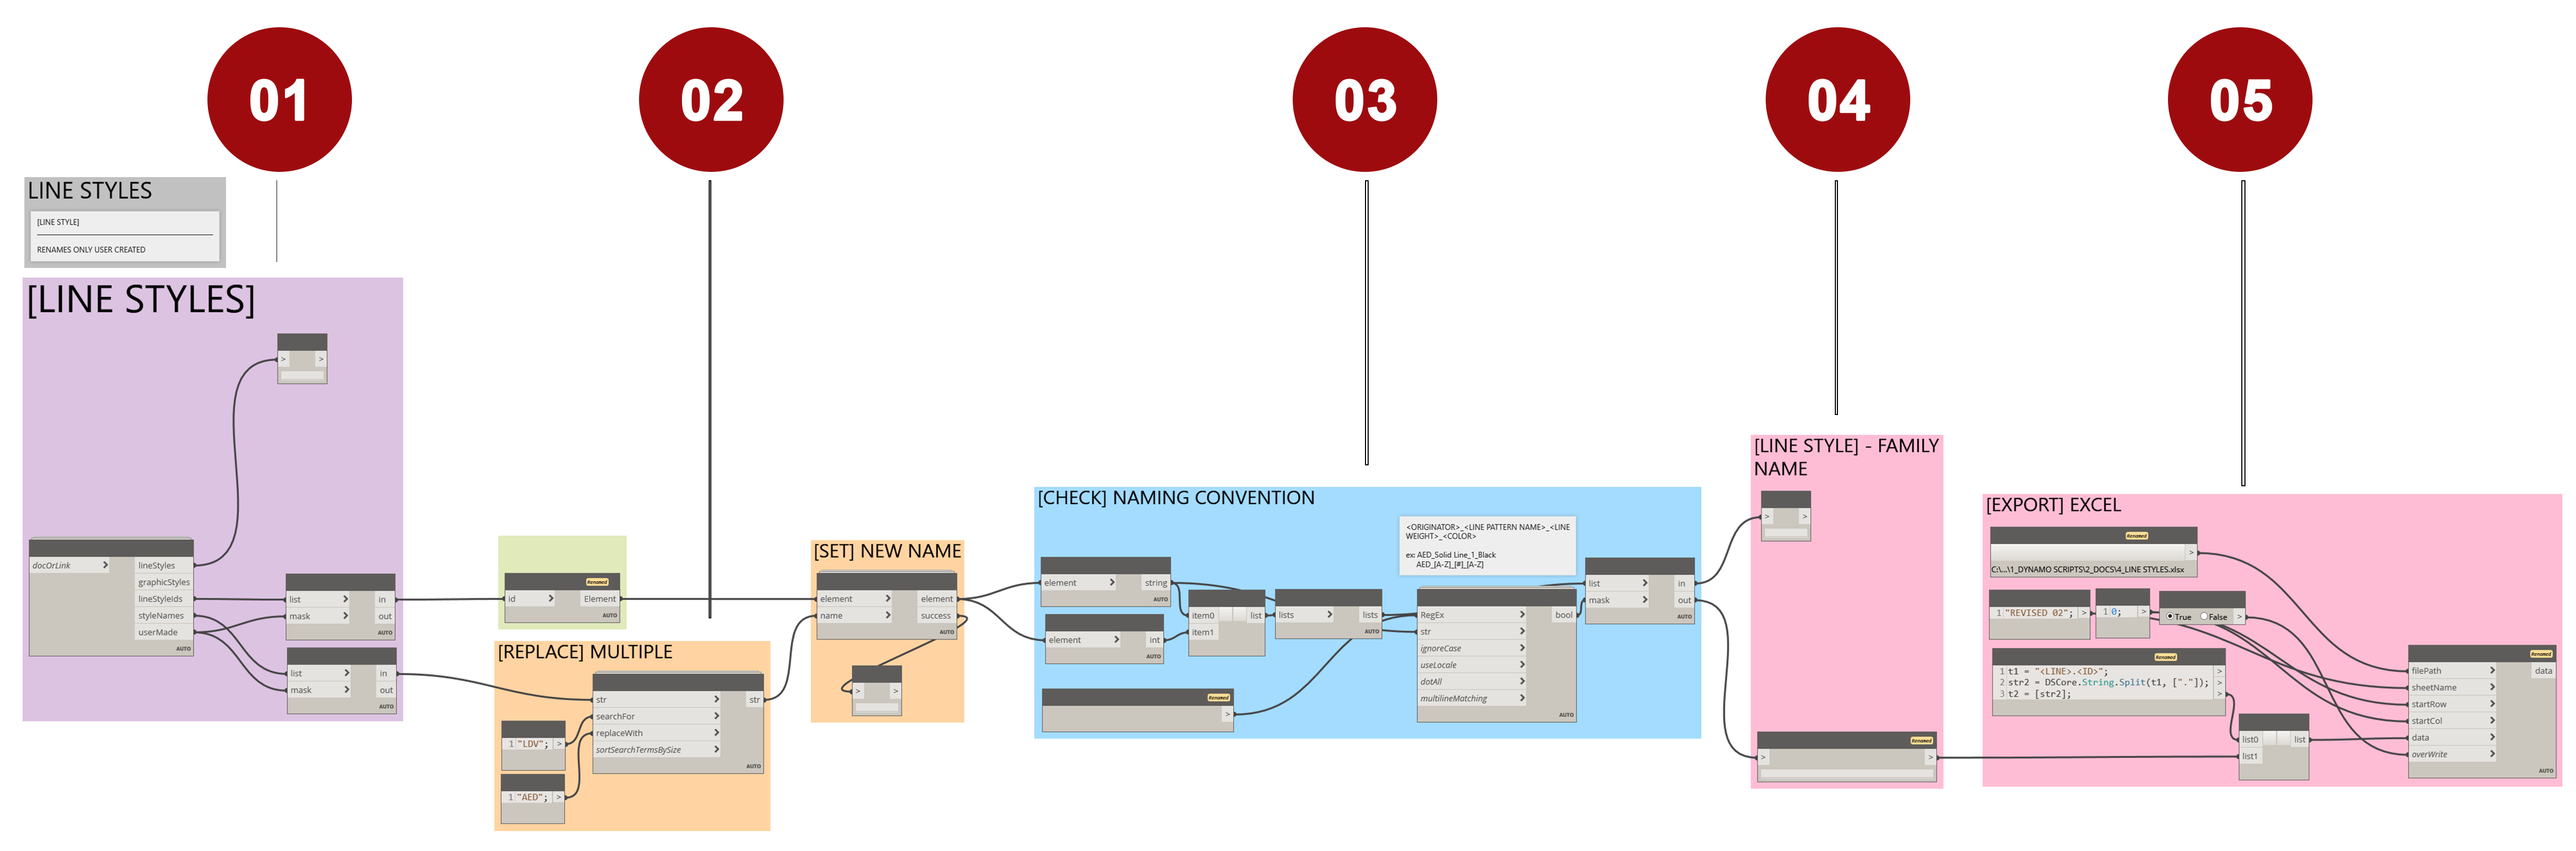 01
02
03
04
05
LINE STYLES
[LINE STYLE]
RENAMES ONLY USER CREATED
[LINE STYLES]
> >
docOrLink >
lineStyles
graphicStyles
lineStyleIds
styleNames
userMade
AUTO
list > in
mask > out
AUTO
list > in
mask > out
AUTO
Renamed
id > Element
AUTO
[REPLACE] MULTIPLE
str > str
searchFor >
replaceWith >
sortSearchTermsBySize >
AUTO
1 "LDV"; >
1 "AED"; >
[SET] NEW NAME
element > element
name > success
AUTO
> >
[CHECK] NAMING CONVENTION
<ORIGINATOR>_<LINE PATTERN NAME>_<LINE
WEIGHT>_<COLOR>
ex: AED_Solid Line_1_Black
AED_[A-Z]_[#]_[A-Z]
element > string
AUTO
element > int
AUTO
item0 list
item1
lists > lists
AUTO
Renamed
>
RegEx > bool
str >
ignoreCase >
useLocale >
dotAll >
multilineMatching >
AUTO
list > in
mask > out
AUTO
[LINE STYLE] - FAMILY
NAME
> >
Renamed
> >
[EXPORT] EXCEL
Renamed
>
C:\...\1_DYNAMO SCRIPTS\2_DOCS\4_LINE STYLES.xlsx
1 "REVISED 02"; >
1 0; >
True False >
Renamed
1 t1 = "<LINE>.<ID>"; >
2 str2 = DSCore.String.Split(t1, ["."]); >
3 t2 = [str2]; >
list0 list
list1
Renamed
filePath > data
sheetName >
startRow >
startCol >
data >
overWrite >
AUTO